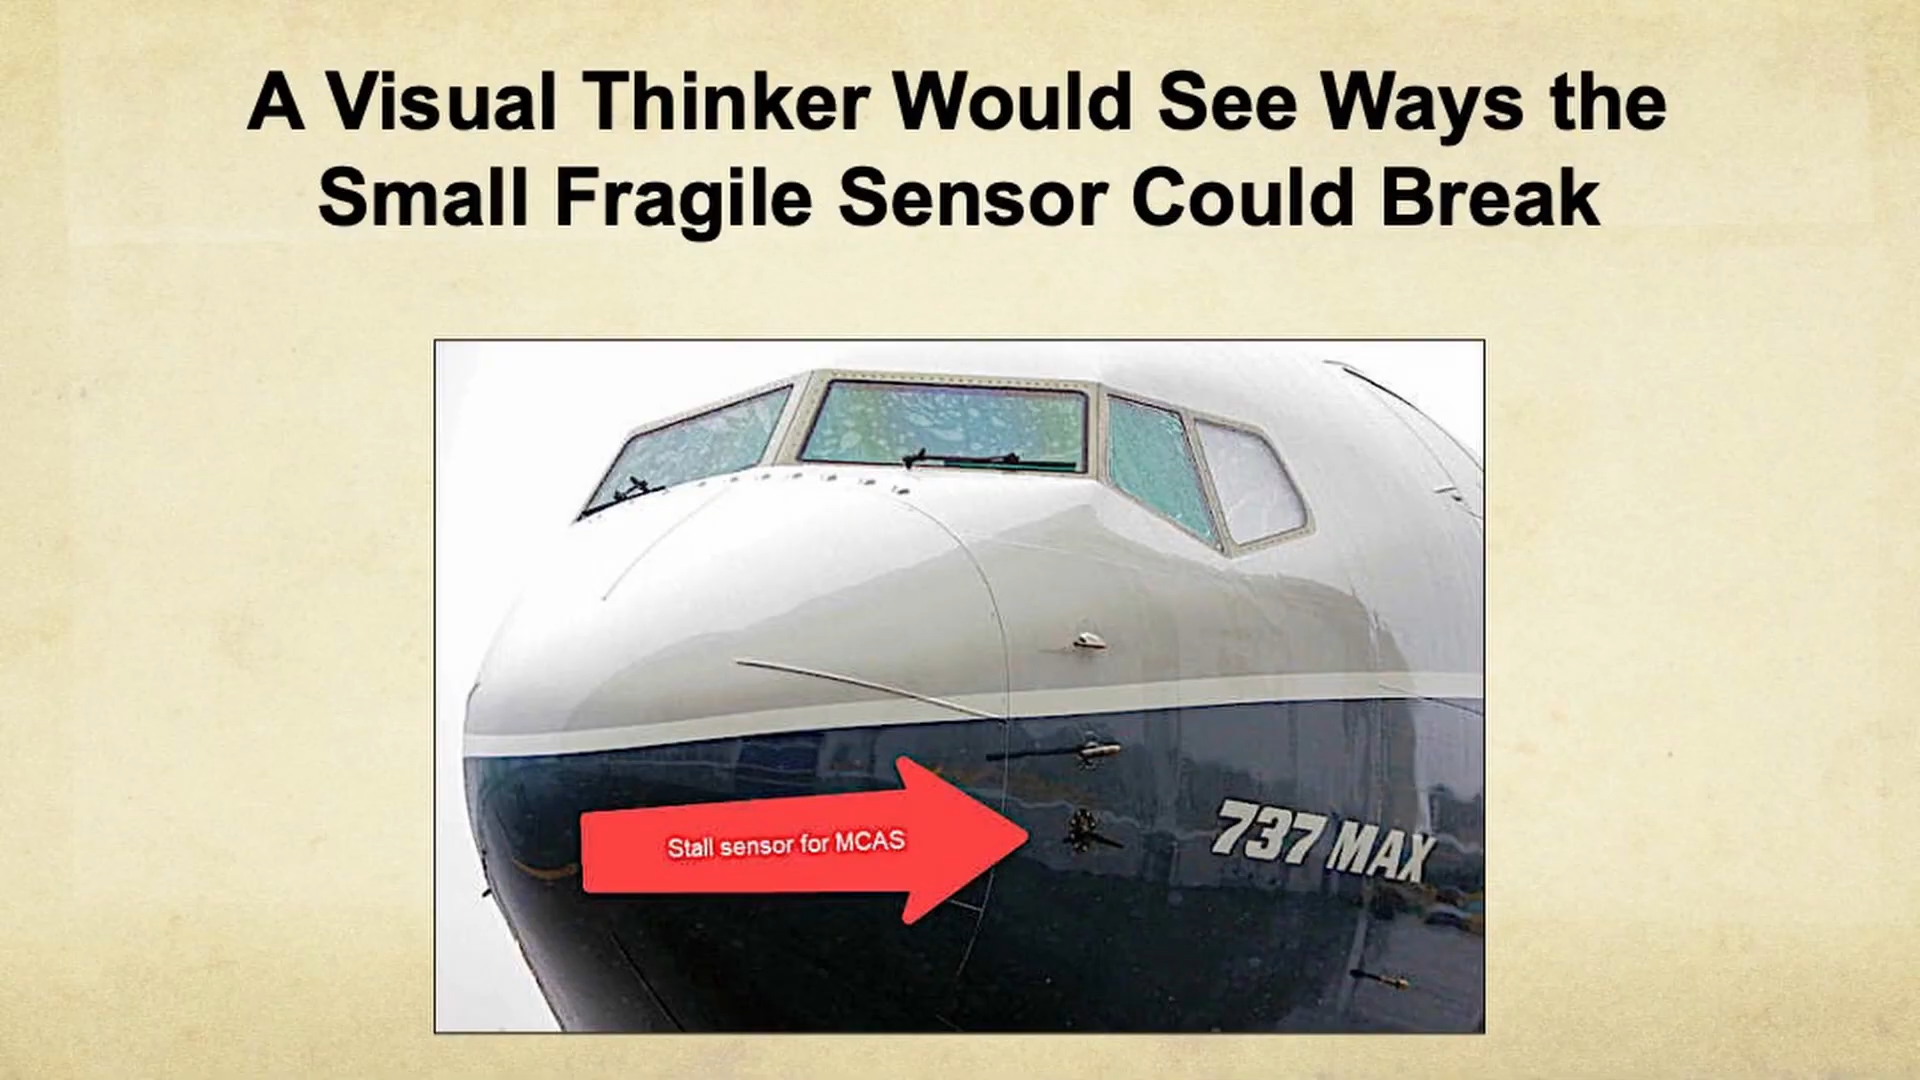 A Visual Thinker Would See Ways the
Small Fragile Sensor Could Break
Stall sensor for MCAS
737 MAX